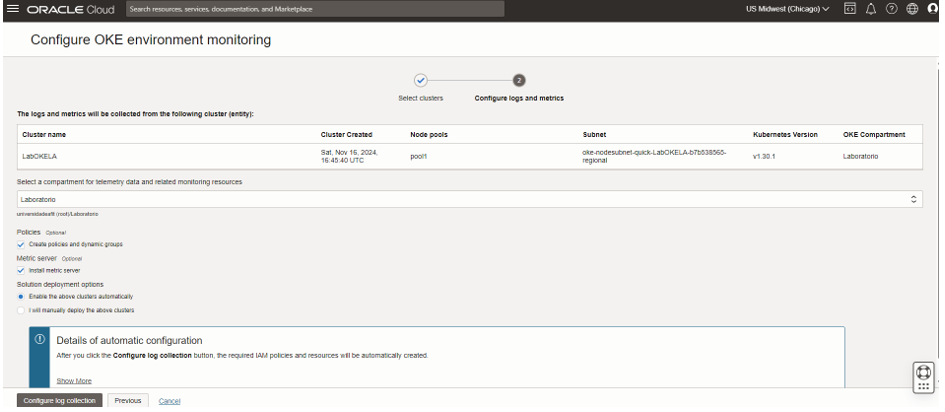 ORACLE Cloud
Search resources, services, documentation, and Marketplace
US Midwest (Chicago)
Configure OKE environment monitoring
2
Select clusters
Configure logs and metrics
The logs and metrics will be collected from the following cluster (entity):
Cluster name Cluster Created Node pools Subnet Kubernetes Version OKE Compartment
LabOKELA Sat, Nov 16, 2024, 16:45:40 UTC pool1 oke-nodesubnet-quick-LabOKELA-b7b538565-regional v1.30.1 Laboratorio
Select a compartment for telemetry data and related monitoring resources
Laboratorio
(root)/Laboratorio
Policies Optional
Create policies and dynamic groups
Metric server Optional
Install metric server
Solution deployment options
Enable the above clusters automatically
I will manually deploy the above clusters
Details of automatic configuration
After you click the Configure log collection button, the required IAM policies and resources will be automatically created.
Show More
Configure log collection
Previous
Cancel